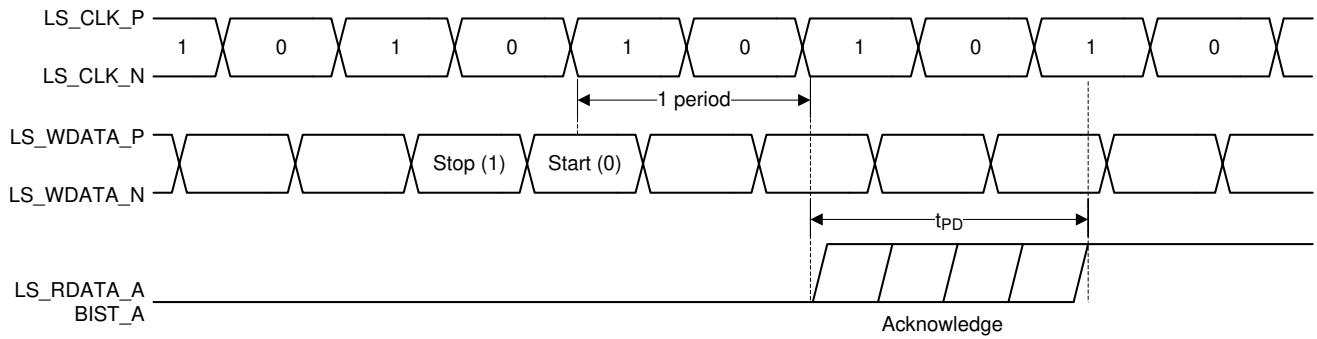 LS_CLK_P
1 0 1 0 1 0 1 0 1 0
LS_CLK_N
1 period
LS_WDATA_P
Stop (1) Start (0)
LS_WDATA_N
tPD
LS_RDATA_A
BIST_A
Acknowledge